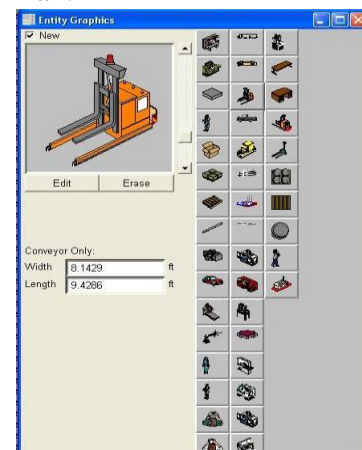 Entity Graphics
New
Edit Erase
Conveyor Only:
Width 8.1429 ft
Length 9.4286 ft